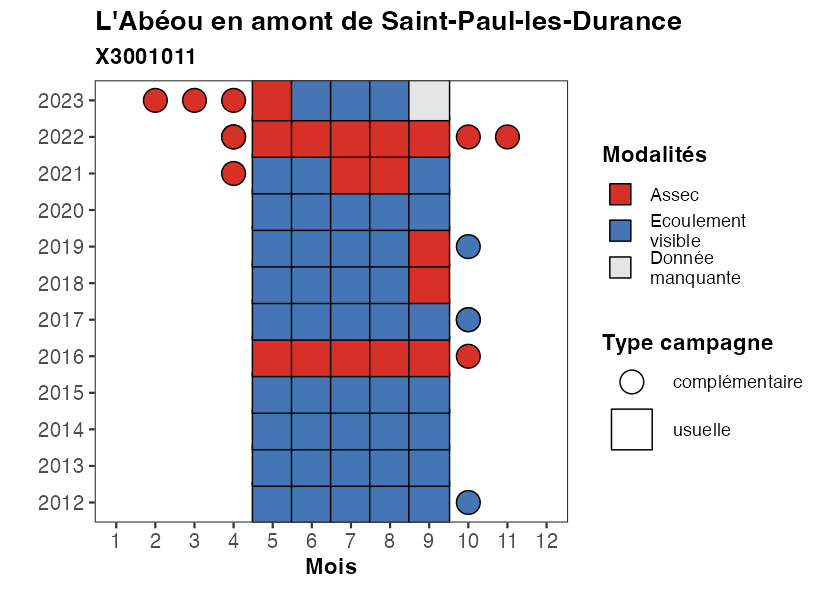 L'Abéou en amont de Saint-Paul-les-Durance
X3001011
2023
2022
2021
2020
2019
2018
2017
2016
2015
2014
2013
2012
1 2 3 4 5 6 7 8 9 10 11 12
Mois
Modalités
Assec
Ecoulement
visible
Donnée
manquante
Type campagne
complémentaire
usuelle